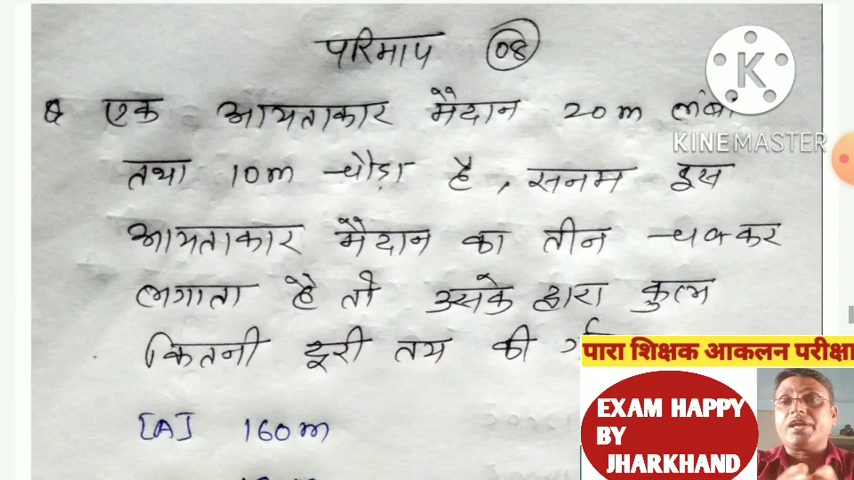 परिमाप 08
Q एक आयताकार मैदान 20m लंबा
तथा 10m चौड़ा है, सनम इस
आयताकार मैदान का तीन चक्कर
लगाता है तो उसके द्वारा कुल
कितनी दूरी तय की
[A] 160m
K
KINEMASTER
पारा शिक्षक आकलन परीक्षा
EXAM HAPPY
BY
JHARKHAND